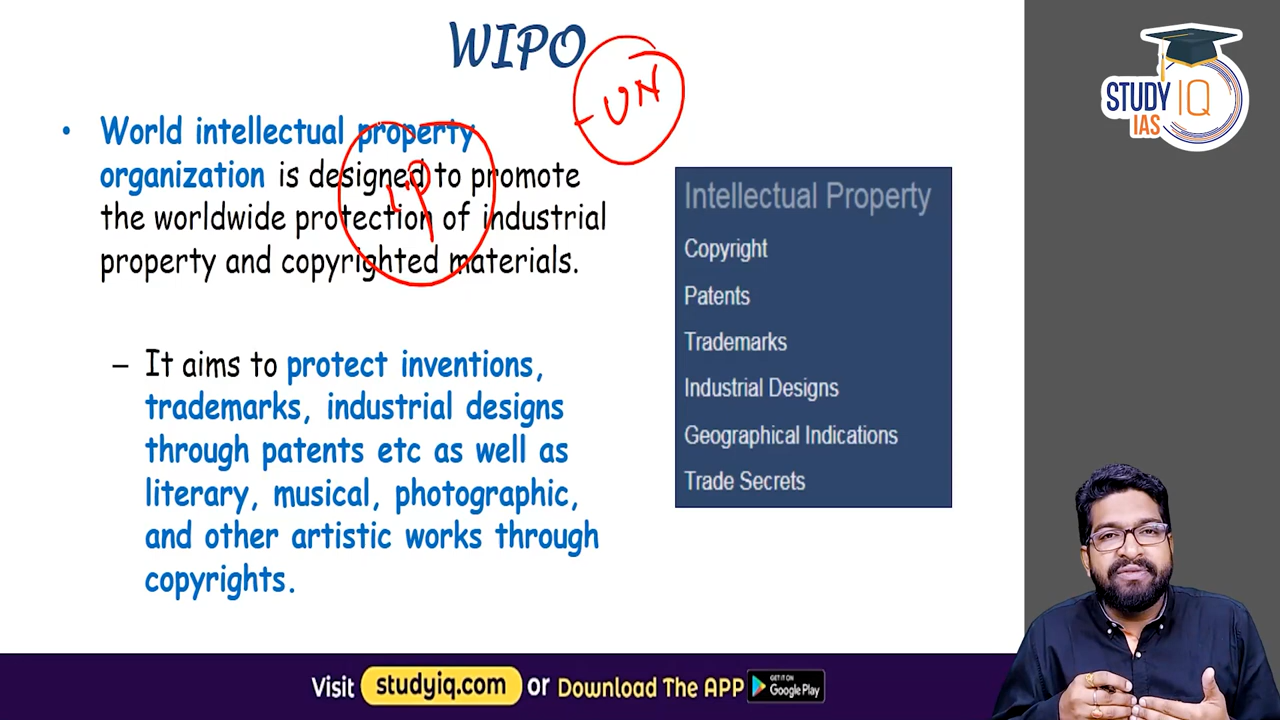 WIPO
- UN
• World intellectual property
organization is designed to promote
the worldwide protection of industrial
property and copyrighted materials.
IP
– It aims to protect inventions,
trademarks, industrial designs
through patents etc as well as
literary, musical, photographic,
and other artistic works through
copyrights.
Intellectual Property
Copyright
Patents
Trademarks
Industrial Designs
Geographical Indications
Trade Secrets
STUDY IQ
IAS
Visit studyiq.com or Download The APP
GET IT ON
Google Play